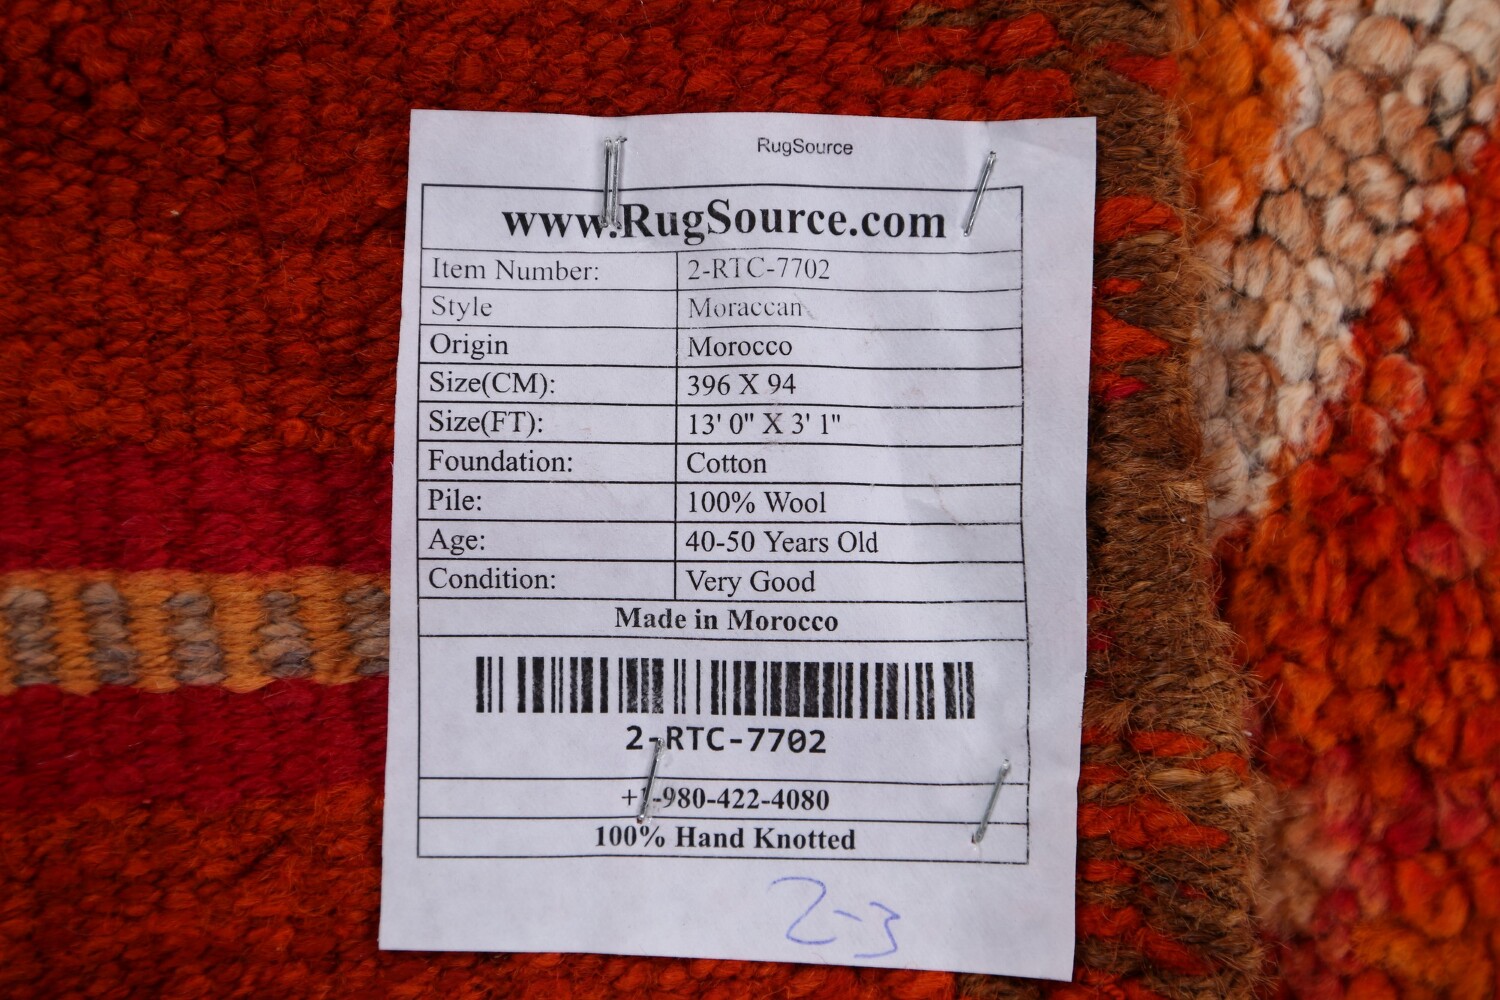 RugSource
www.RugSource.com
Item Number: 2-RTC-7702
Style Moraccan
Origin Morocco
Size(CM): 396 X 94
Size(FT): 13' 0" X 3' 1"
Foundation: Cotton
Pile: 100% Wool
Age: 40-50 Years Old
Condition: Very Good
Made in Morocco
2-RTC-7702
+1-980-422-4080
100% Hand Knotted
2-3